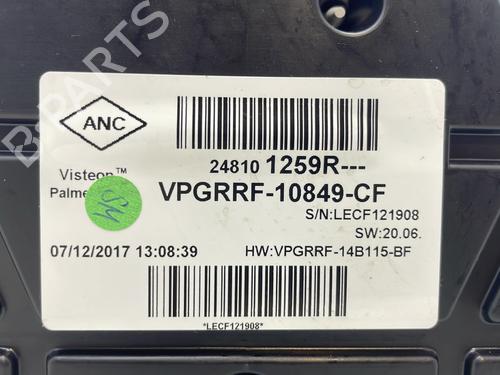 B-PARTS
ANC
24810 1259R---
Visteon™
VPGRRF-10849-CF
SM
S/N:LECF121908
SW:20.06.
07/12/2017 13:08:39
HW:VPGRRF-14B115-BF
*LECF121908*